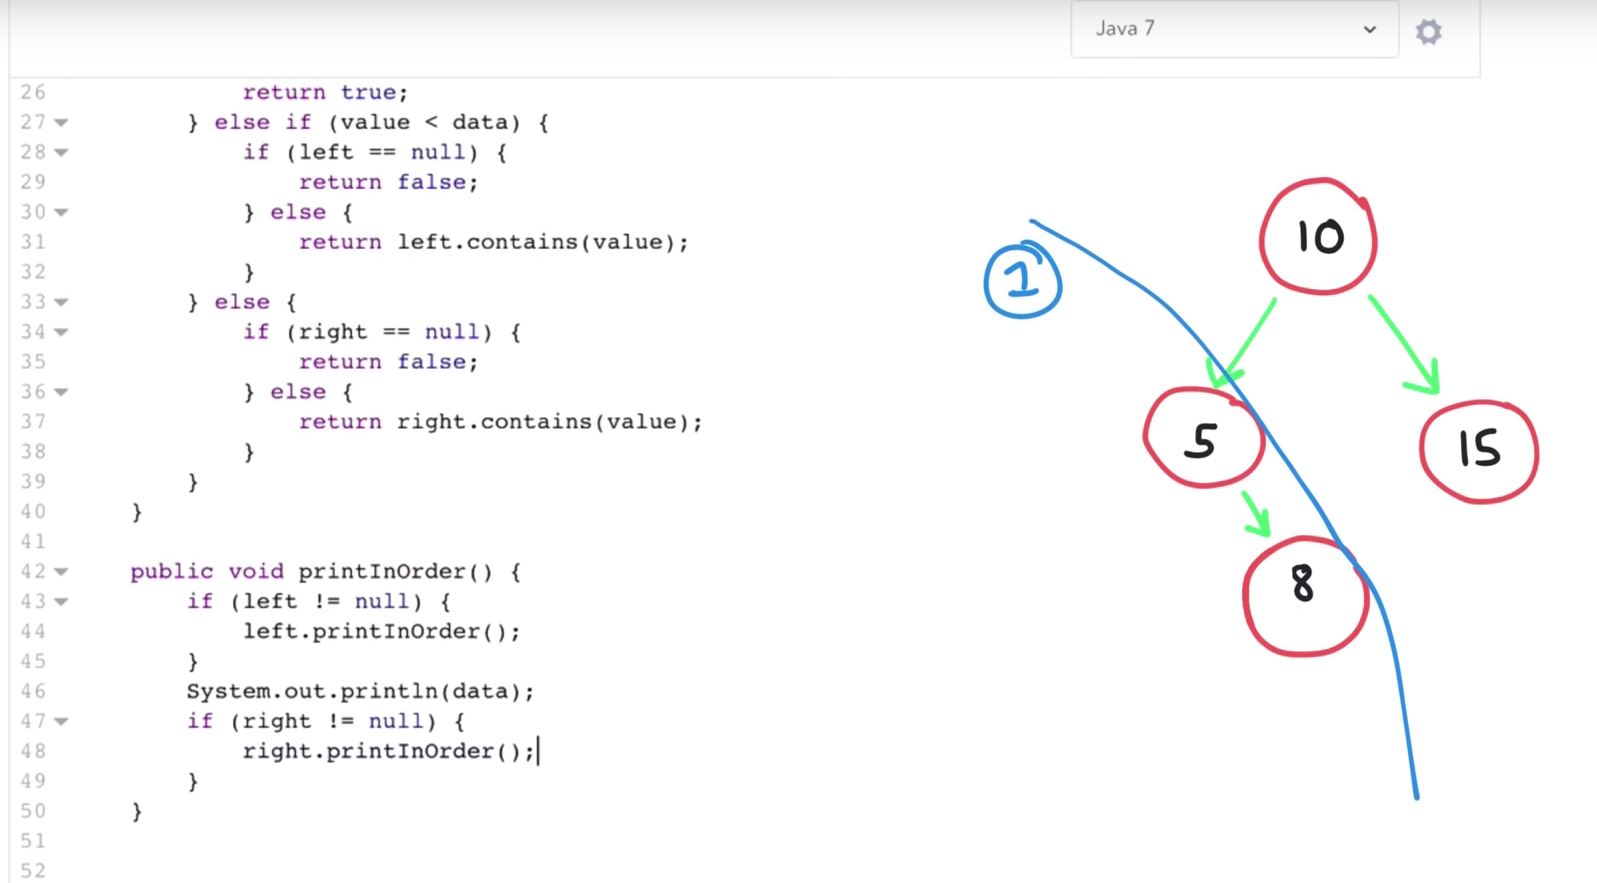 Java 7
26 return true;
27 } else if (value < data) {
28 if (left == null) {
29 return false;
30 } else {
31 return left.contains(value);
32 }
33 } else {
34 if (right == null) {
35 return false;
36 } else {
37 return right.contains(value);
38 }
39 }
40 }
41
42 public void printInOrder() {
43 if (left != null) {
44 left.printInOrder();
45 }
46 System.out.println(data);
47 if (right != null) {
48 right.printInOrder();
49 }
50 }
51
52
10
1
5
15
8